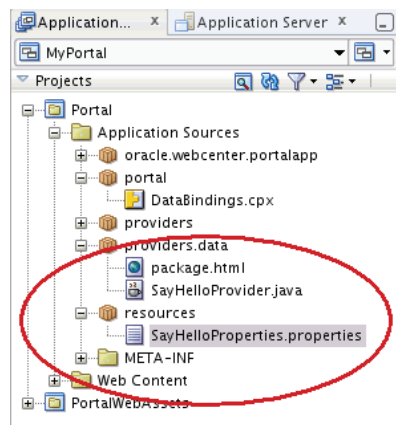 Application... x Application Server x
MyPortal
Projects
Portal
Application Sources
oracle.webcenter.portalapp
portal
DataBindings.cpx
providers
providers.data
package.html
SayHelloProvider.java
resources
SayHelloProperties.properties
META-INF
Web Content
PortalWebAssets